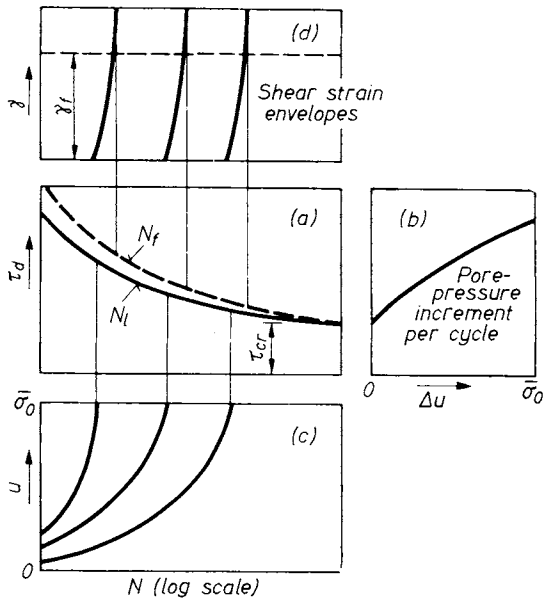 (d)
γ
γf
Shear strain
envelopes
(a)
τd
Nf
Nl
τcr
(b)
Pore-
pressure
increment
per cycle
0
Δu
σ̄0
σ̄0
(c)
u
0
N (log scale)